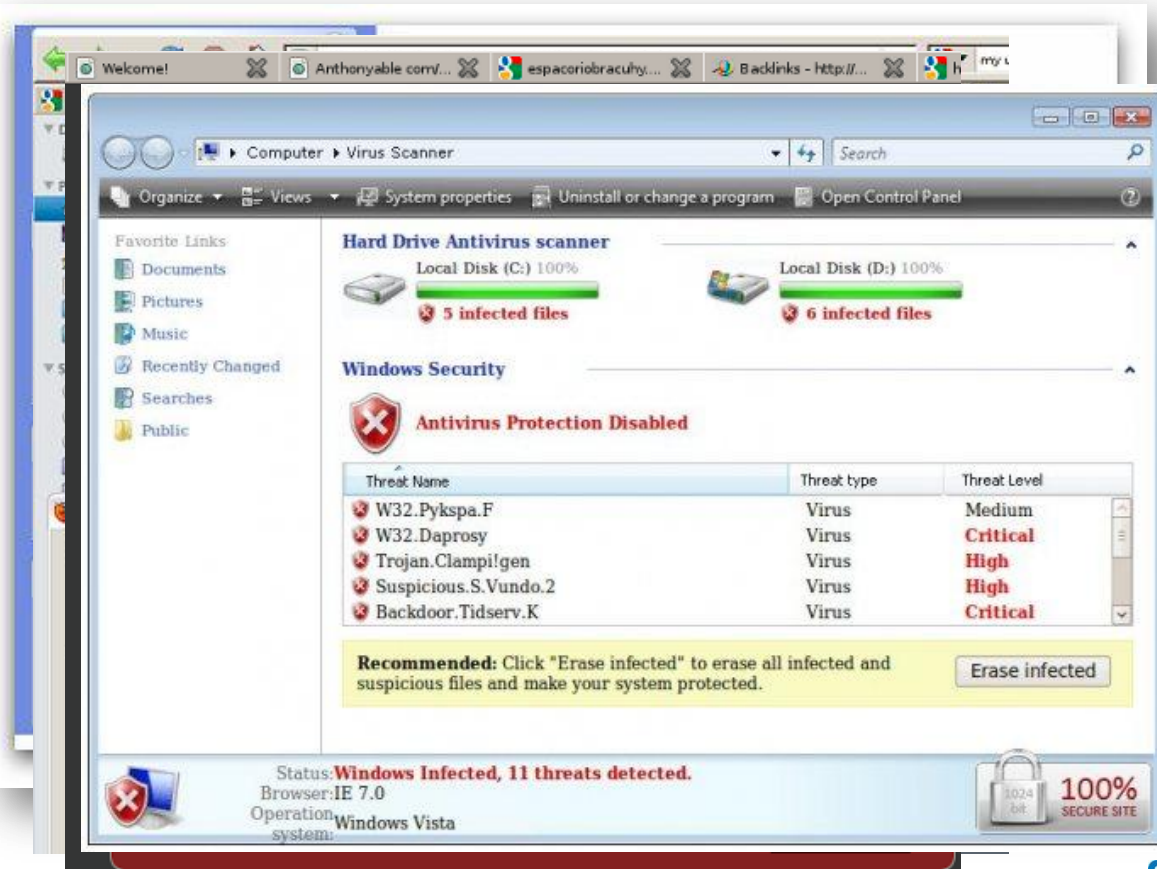 Welcome!
Anthonyable com/...
espacoriobracuhy....
Backlinks - http://...
my u
Computer Virus Scanner
Search
Organize Views System properties Uninstall or change a program Open Control Panel
Favorite Links
Documents
Pictures
Music
Recently Changed
Searches
Public
Hard Drive Antivirus scanner
Local Disk (C:) 100%
5 infected files
Local Disk (D:) 100%
6 infected files
Windows Security
Antivirus Protection Disabled
Threat Name Threat type Threat Level
W32.Pykspa.F Virus Medium
W32.Daprosy Virus Critical
Trojan.Clampi!gen Virus High
Suspicious.S.Vundo.2 Virus High
Backdoor.Tidserv.K Virus Critical
Recommended: Click "Erase infected" to erase all infected and
suspicious files and make your system protected.
Erase infected
Status:Windows Infected, 11 threats detected.
Browser:IE 7.0
Operation
system:Windows Vista
1024
bit
100%
SECURE SITE